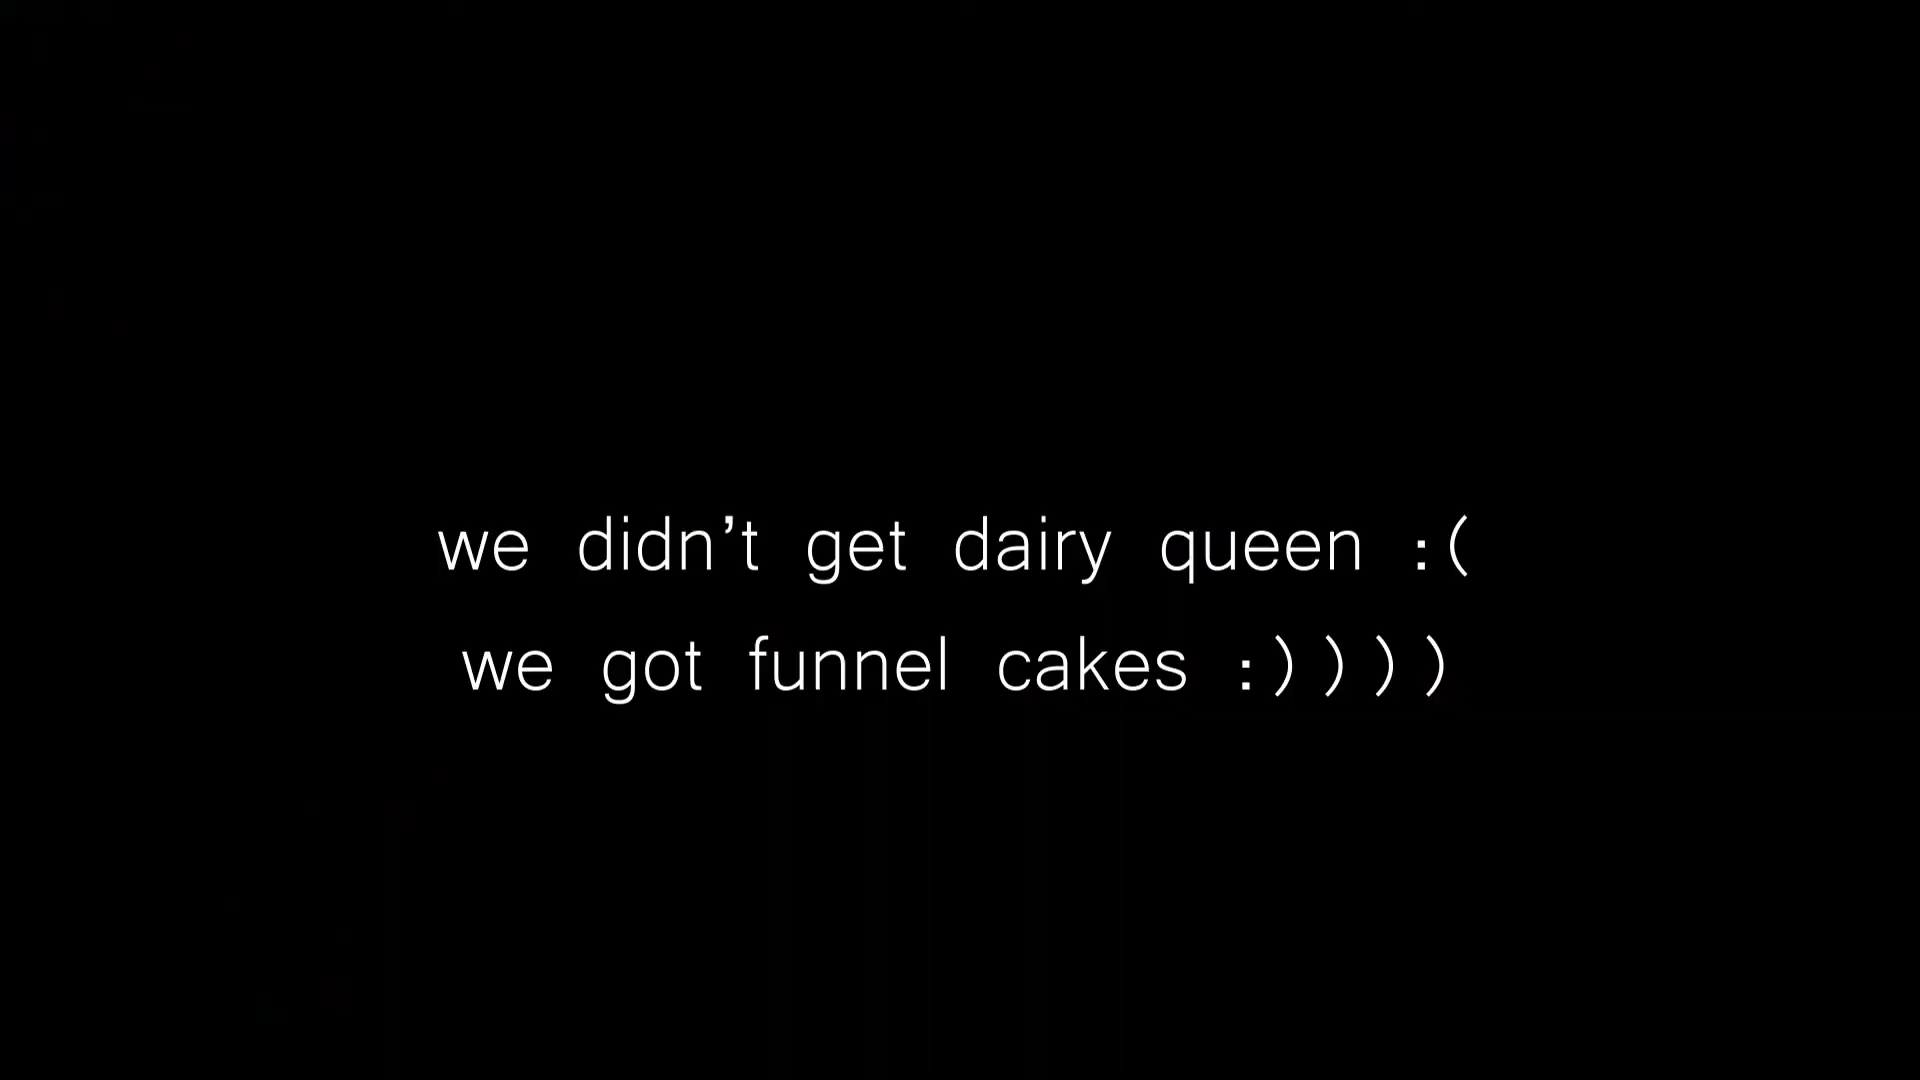 we didn’t get dairy queen :(
we got funnel cakes :))))